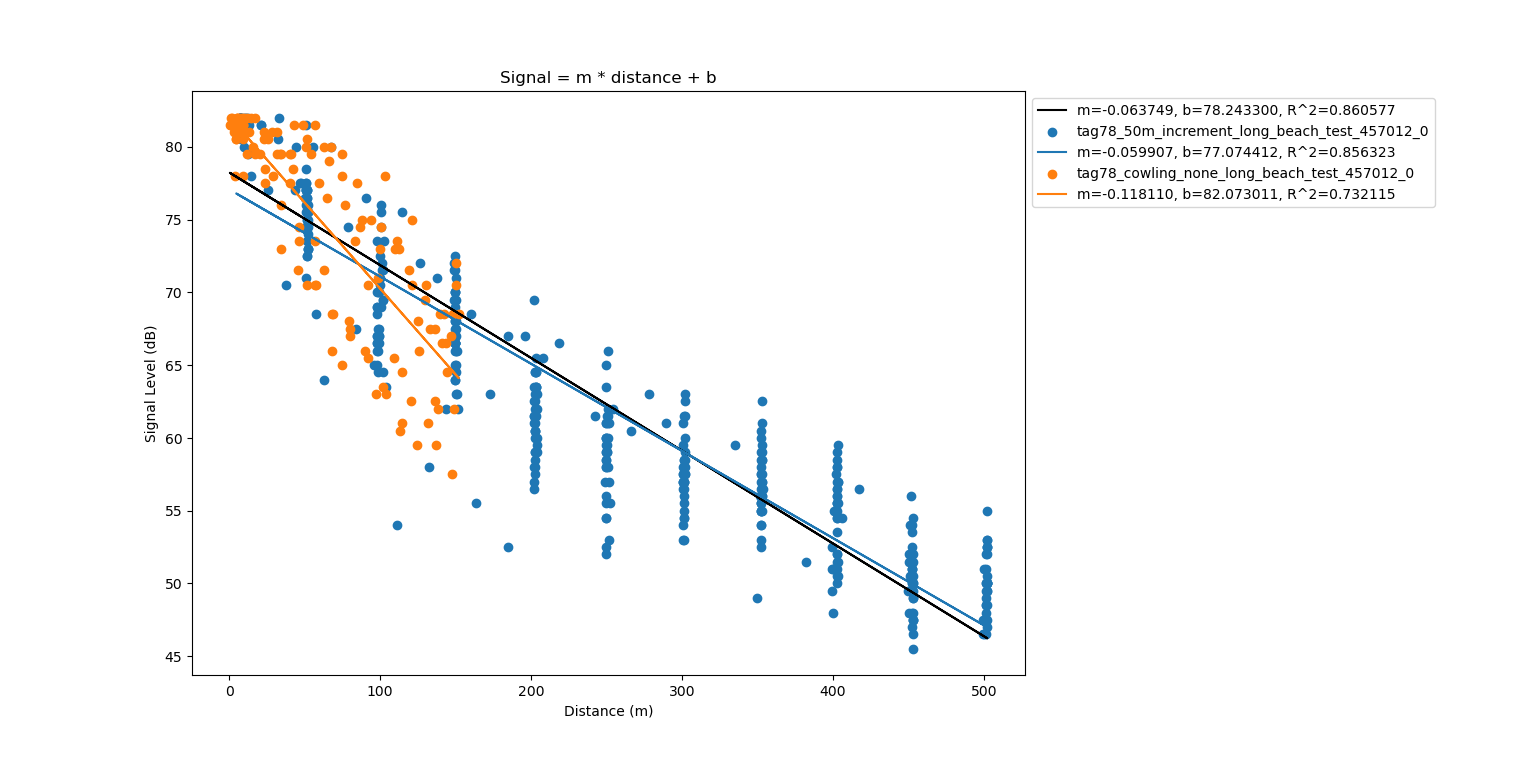 Signal = m * distance + b
m=-0.063749, b=78.243300, R^2=0.860577
tag78_50m_increment_long_beach_test_457012_0
m=-0.059907, b=77.074412, R^2=0.856323
tag78_cowling_none_long_beach_test_457012_0
m=-0.118110, b=82.073011, R^2=0.732115
Signal Level (dB)
80
75
70
65
60
55
50
45
0
100
200
300
400
500
Distance (m)